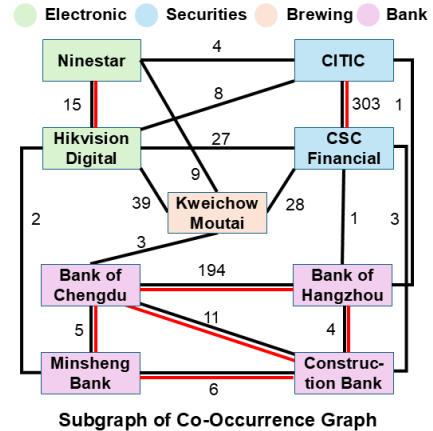 Electronic Securities Brewing Bank
Ninestar 4 CITIC
15 8 303 1
Hikvision
Digital
27
CSC
Financial
9
2 39 Kweichow
Moutai
28 1 3
3
Bank of
Chengdu
194
Bank of
Hangzhou
5 11 4
Minsheng
Bank
6
Construc-
tion Bank
Subgraph of Co-Occurrence Graph